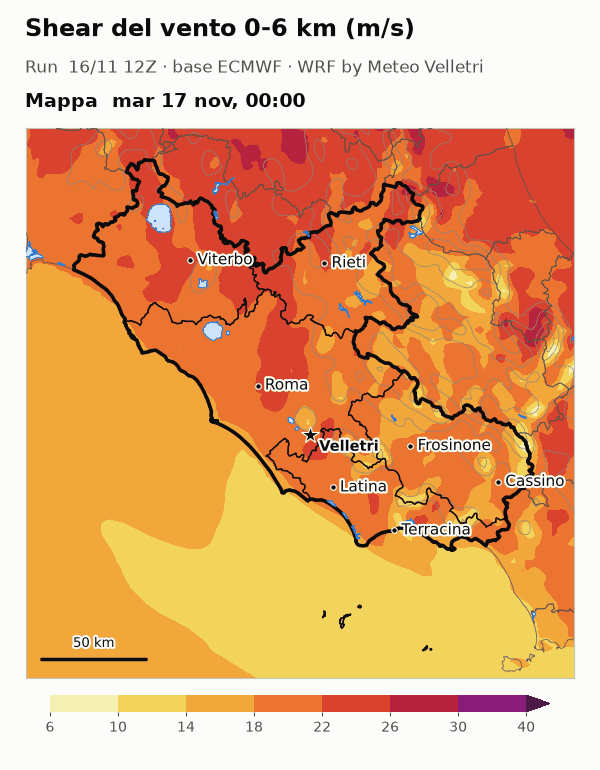 Shear del vento 0-6 km (m/s)
Run 16/11 12Z · base ECMWF · WRF by Meteo Velletri
Mappa mar 17 nov, 00:00
Viterbo
Rieti
Roma
Velletri
Frosinone
Latina
Cassino
Terracina
50 km
6 10 14 18 22 26 30 40